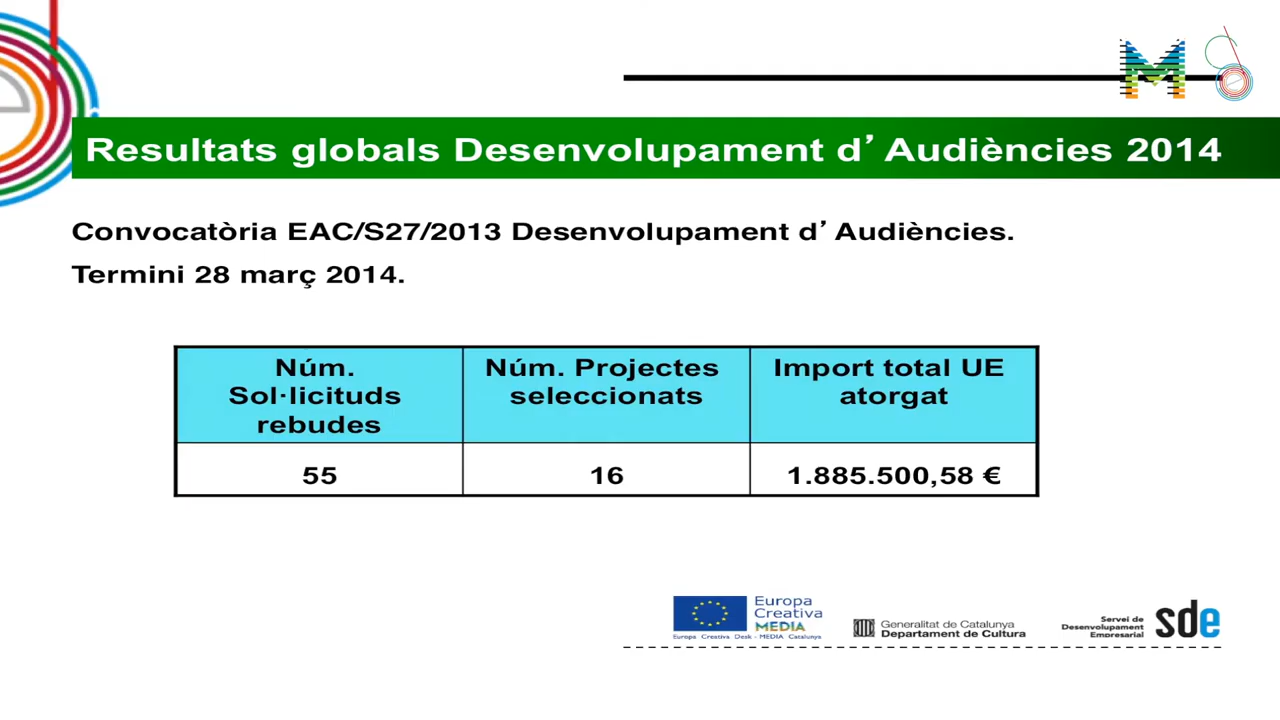 Resultats globals Desenvolupament d’ Audiències 2014
Convocatòria EAC/S27/2013 Desenvolupament d’ Audiències.
Termini 28 març 2014.
Núm.
Sol·licituds
rebudes
Núm. Projectes
seleccionats
Import total UE
atorgat
55
16
1.885.500,58 €
Europa
Creativa
MEDIA
Europa Creativa Desk - MEDIA Catalunya
Generalitat de Catalunya
Departament de Cultura
Servei de
Desenvolupament
Empresarial
sde